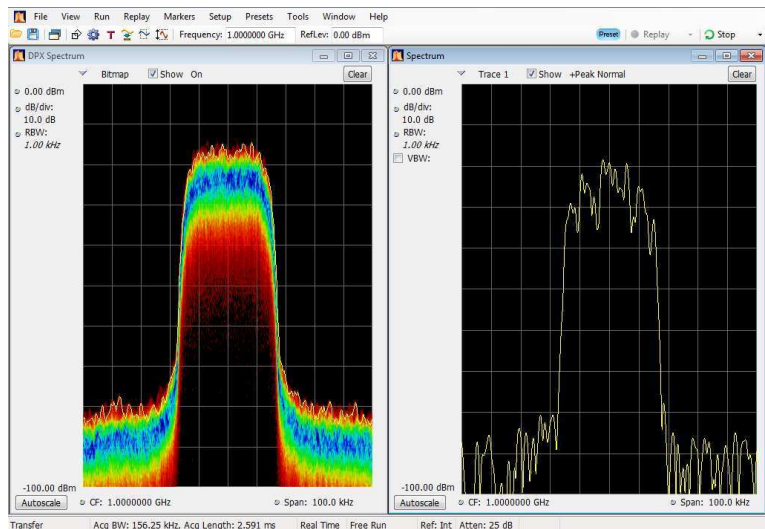 File View Run Replay Markers Setup Presets Tools Window Help
T Frequency: 1.0000000 GHz RefLev: 0.00 dBm Preset Replay Stop
DPX Spectrum
Bitmap Show On Clear
0.00 dBm
dB/div:
10.0 dB
RBW:
1.00 kHz
-100.00 dBm
Autoscale CF: 1.0000000 GHz Span: 100.0 kHz
Spectrum
Trace 1 Show +Peak Normal Clear
0.00 dBm
dB/div:
10.0 dB
RBW:
1.00 kHz
VBW:
-100.00 dBm
Autoscale CF: 1.0000000 GHz Span: 100.0 kHz
Transfer Acq BW: 156.25 kHz, Acq Length: 2.591 ms Real Time Free Run Ref: Int Atten: 25 dB